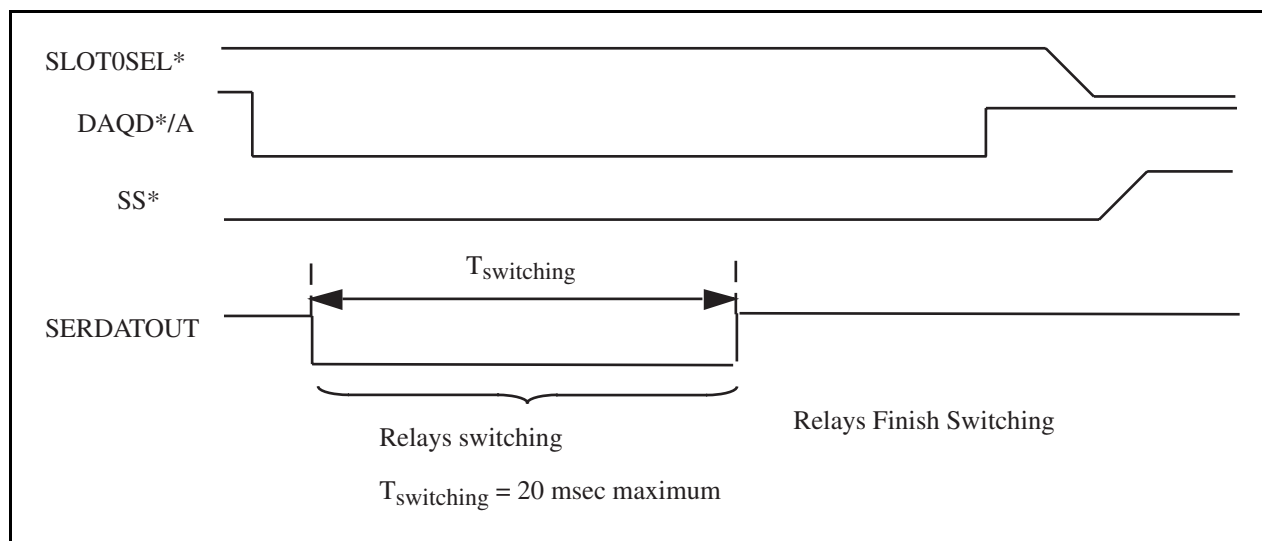 SLOT0SEL*
DAQD*/A
SS*
Tswitching
SERDATOUT
Relays switching
Relays Finish Switching
Tswitching = 20 msec maximum